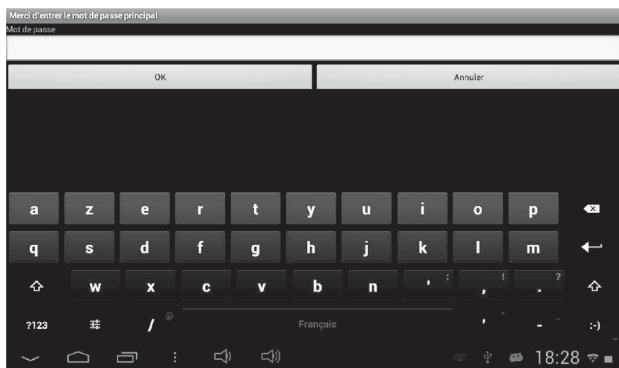 Merci d'entrer le mot de passe principal
Mot de passe
OK Annuler
a z e r t y u i o p
q s d f g h j k l m
w x c v b n ' : , ! . ?
?123 / @ Français ' - :-)
18:28